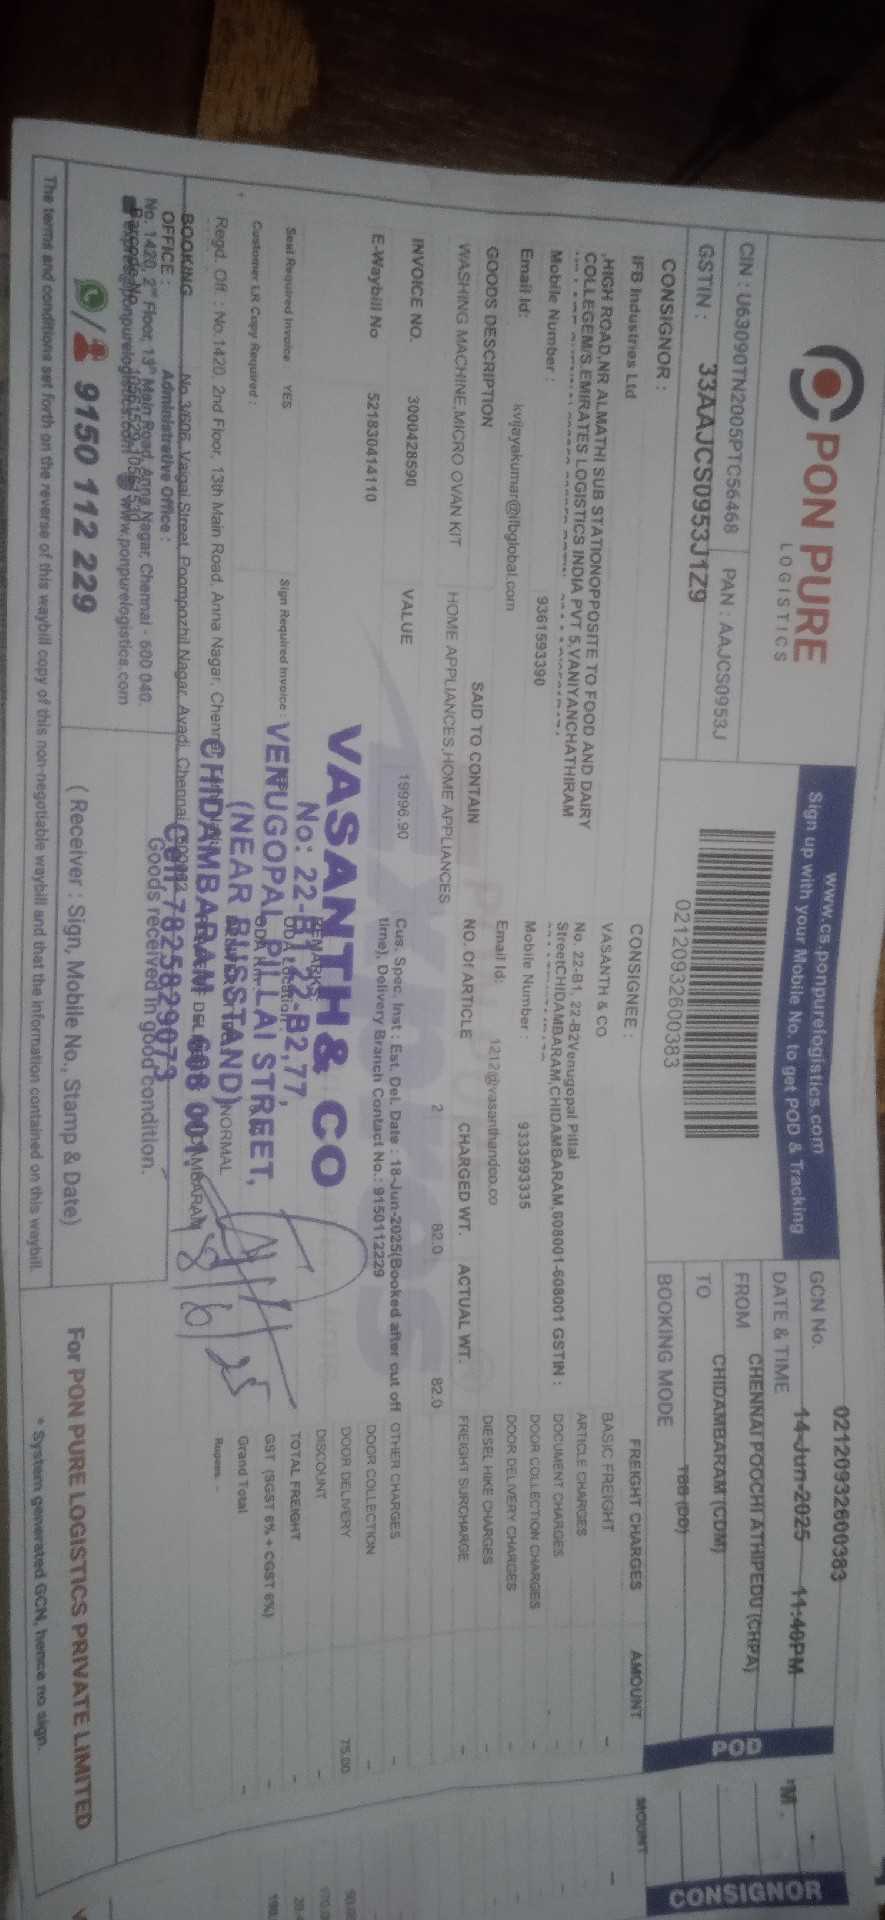 PON PURE
LOGISTICS
CIN : U63090TN2005PTC56468
PAN : AAJCS0953J
GSTIN : 33AAJCS0953J1Z9
www.cs.ponpurelogistics.com
Sign up with your Mobile No. to get POD & Tracking
02120932600383
GCN No. 02120932600383
DATE & TIME 14-Jun-2025 11:40PM
FROM CHENNAI POOCHI ATHIPEDU (CHPA)
TO CHIDAMBARAM (CDM)
BOOKING MODE TBB (DD)
POD
CONSIGNOR :
IFB Industries Ltd
,HIGH ROAD,NR ALMATHI SUB STATIONOPPOSITE TO FOOD AND DAIRY
COLLEGEM/S.EMIRATES LOGISTICS INDIA PVT 5,VANIYANCHATHIRAM
Mobile Number : 9361593390
Email Id: kvijayakumar@ifbglobal.com
CONSIGNEE :
VASANTH & CO
No. 22-B1, 22-B2Venugopal Pillai
StreetCHIDAMBARAM,CHIDAMBARAM,608001-608001 GSTIN :
Mobile Number : 9333593335
Email Id: 1212@vasanthandco.co
FREIGHT CHARGES AMOUNT
BASIC FREIGHT -
ARTICLE CHARGES -
DOCUMENT CHARGES -
DOOR COLLECTION CHARGES -
DOOR DELIVERY CHARGES -
DIESEL HIKE CHARGES -
FREIGHT SURCHARGE -
OTHER CHARGES -
DOOR COLLECTION -
DOOR DELIVERY 75.00
DISCOUNT -
TOTAL FREIGHT -
GST (SGST 6% + CGST 6%) -
Grand Total -
Rupees -
GOODS DESCRIPTION SAID TO CONTAIN NO. Of ARTICLE 2 CHARGED WT. 82.0 ACTUAL WT. 82.0
WASHING MACHINE,MICRO OVAN KIT HOME APPLIANCES,HOME APPLIANCES
INVOICE NO. 3000428590 VALUE 19996.90
E-Waybill No 521830414110
Cus. Spec. Inst : Est. Del. Date : 18-Jun-2025(Booked after cut off
time), Delivery Branch Contact No.: 9150112229
Seal Required Invoice YES Sign Required Invoice :
Customer LR Copy Required :
REMARKS
ODA Location
NORMAL
VASANTH & CO
No: 22-B1 22-B2,77,
VENUGOPAL PILLAI STREET,
(NEAR BUSSTAND)
CHIDAMBARAM 608 001.
Cell: 7825829073
18/6/25
Regd. Off. : No.1420, 2nd Floor, 13th Main Road, Anna Nagar, Chennai
BOOKING OFFICE : No.3/606, Vaigai Street, Poompozhil Nagar, Avadi, Chennai
Administrative Office :
No. 1420, 2nd Floor, 13th Main Road, Anna Nagar, Chennai - 600 040.
www.ponpurelogistics.com
9150 112 229
Goods received in good condition.
( Receiver : Sign, Mobile No., Stamp & Date)
For PON PURE LOGISTICS PRIVATE LIMITED
* System generated GCN, hence no sign.
The terms and conditions set forth on the reverse of this waybill copy of this non-negotiable waybill and that the information contained on this waybill.
CONSIGNOR